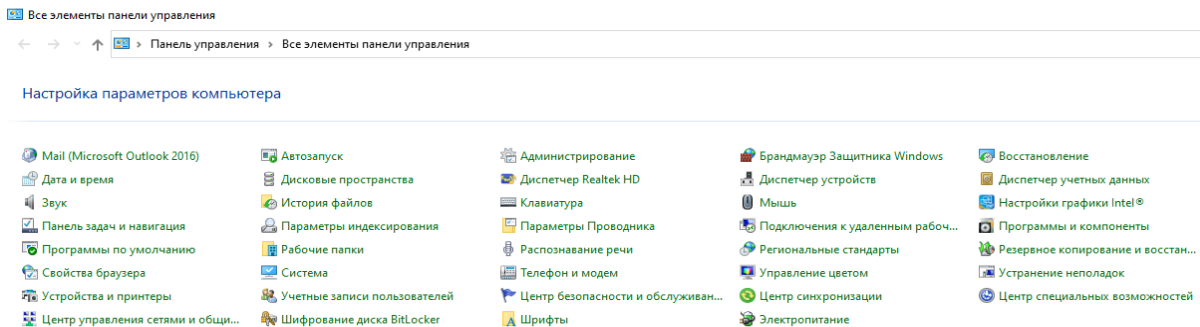 Все элементы панели управления
Панель управления > Все элементы панели управления
Настройка параметров компьютера
Mail (Microsoft Outlook 2016) Автозапуск Администрирование Брандмауэр Защитника Windows Восстановление
Дата и время Дисковые пространства Диспетчер Realtek HD Диспетчер устройств Диспетчер учетных данных
Звук История файлов Клавиатура Мышь Настройки графики Intel®
Панель задач и навигация Параметры индексирования Параметры Проводника Подключения к удаленным рабоч... Программы и компоненты
Программы по умолчанию Рабочие папки Распознавание речи Региональные стандарты Резервное копирование и восстан...
Свойства браузера Система Телефон и модем Управление цветом Устранение неполадок
Устройства и принтеры Учетные записи пользователей Центр безопасности и обслуживан... Центр синхронизации Центр специальных возможностей
Центр управления сетями и общи... Шифрование диска BitLocker Шрифты Электропитание